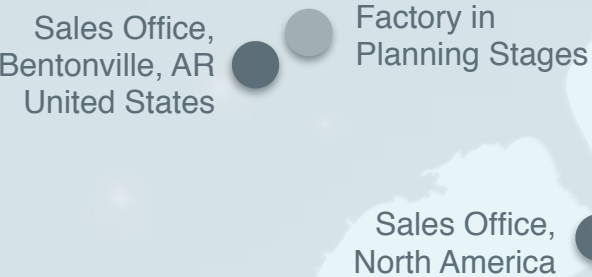 Sales Office,
Bentonville, AR
United States
Factory in
Planning Stages
Sales Office,
North America